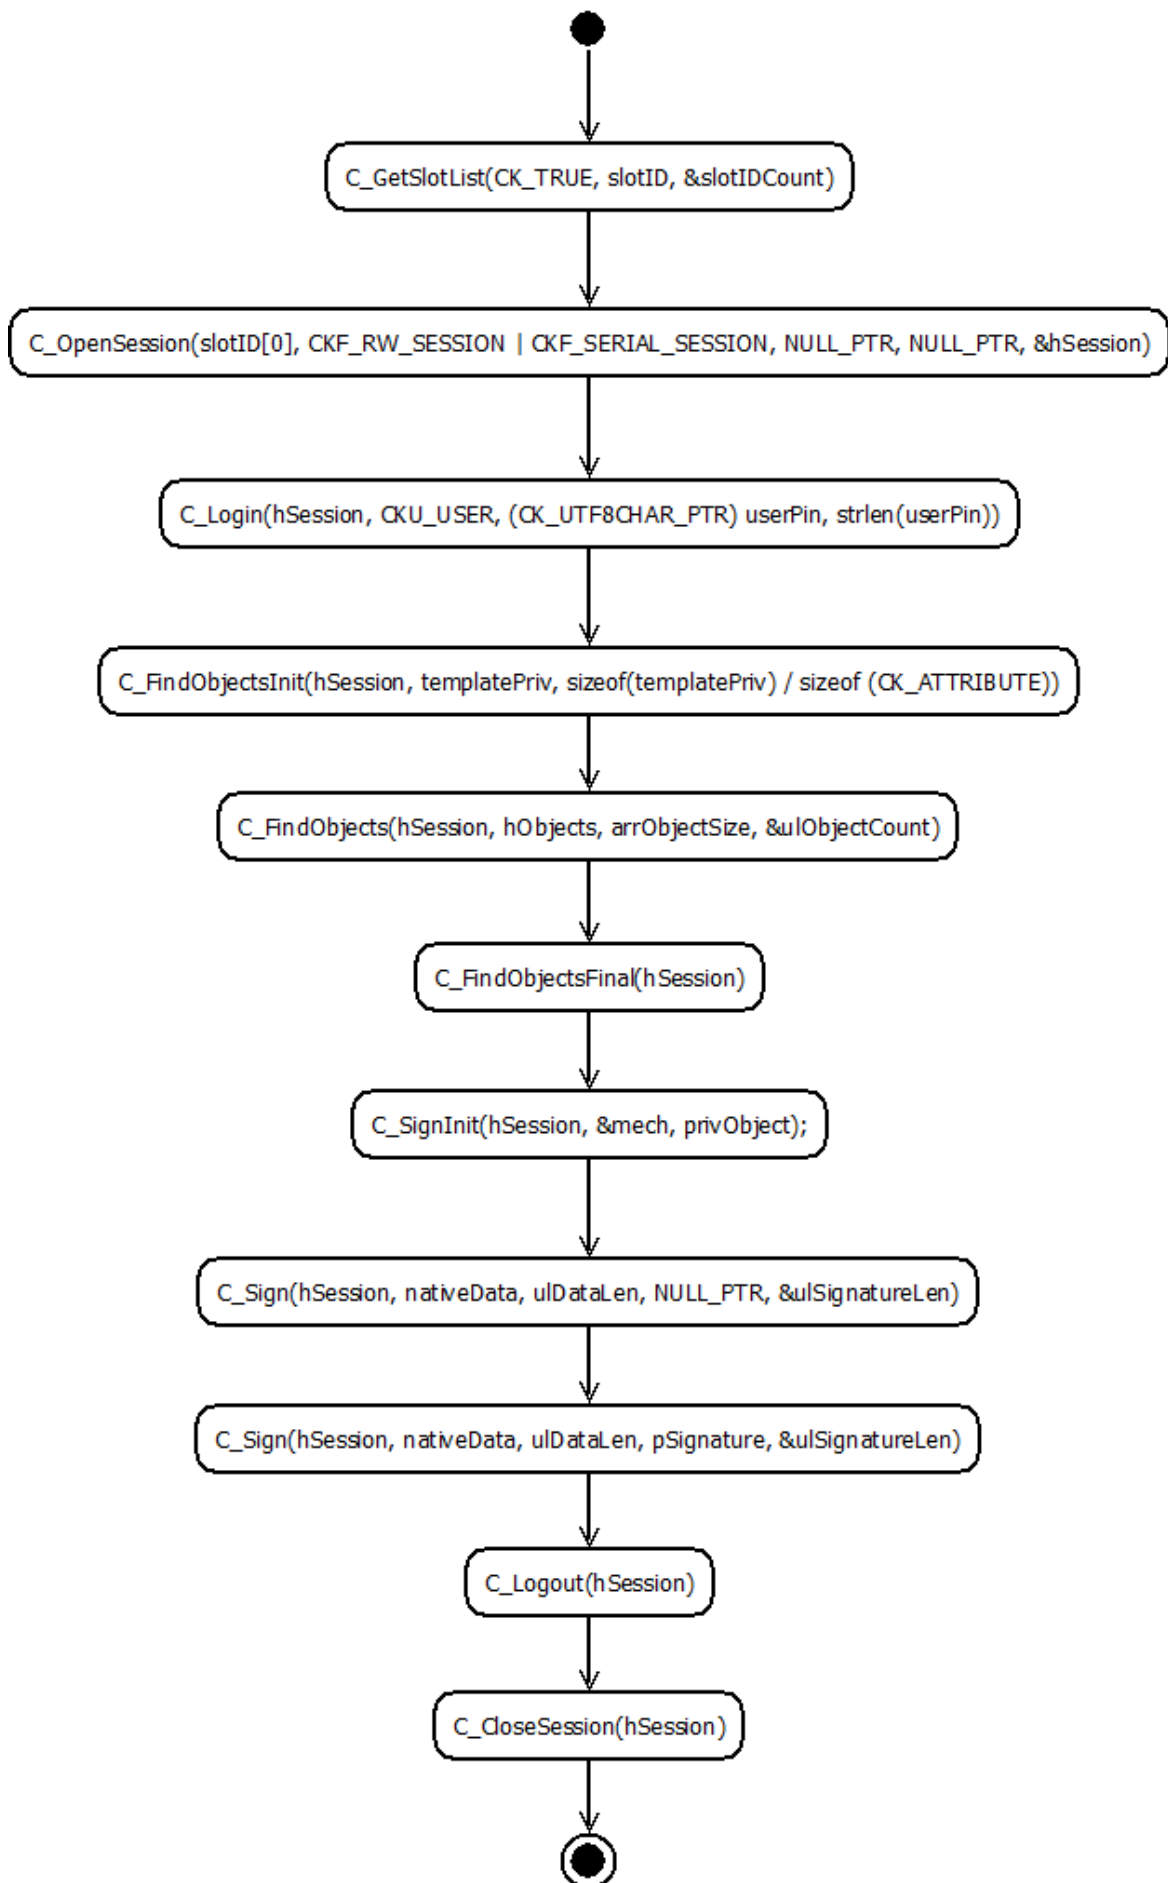 C_GetSlotList(CK_TRUE, slotID, &slotIDCount)
C_OpenSession(slotID[0], CKF_RW_SESSION | CKF_SERIAL_SESSION, NULL_PTR, NULL_PTR, &hSession)
C_Login(hSession, CKU_USER, (CK_UTF8CHAR_PTR) userPin, strlen(userPin))
C_FindObjectsInit(hSession, templatePriv, sizeof(templatePriv) / sizeof (CK_ATTRIBUTE))
C_FindObjects(hSession, hObjects, arrObjectSize, &ulObjectCount)
C_FindObjectsFinal(hSession)
C_SignInit(hSession, &mech, privObject);
C_Sign(hSession, nativeData, ulDataLen, NULL_PTR, &ulSignatureLen)
C_Sign(hSession, nativeData, ulDataLen, pSignature, &ulSignatureLen)
C_Logout(hSession)
C_CloseSession(hSession)